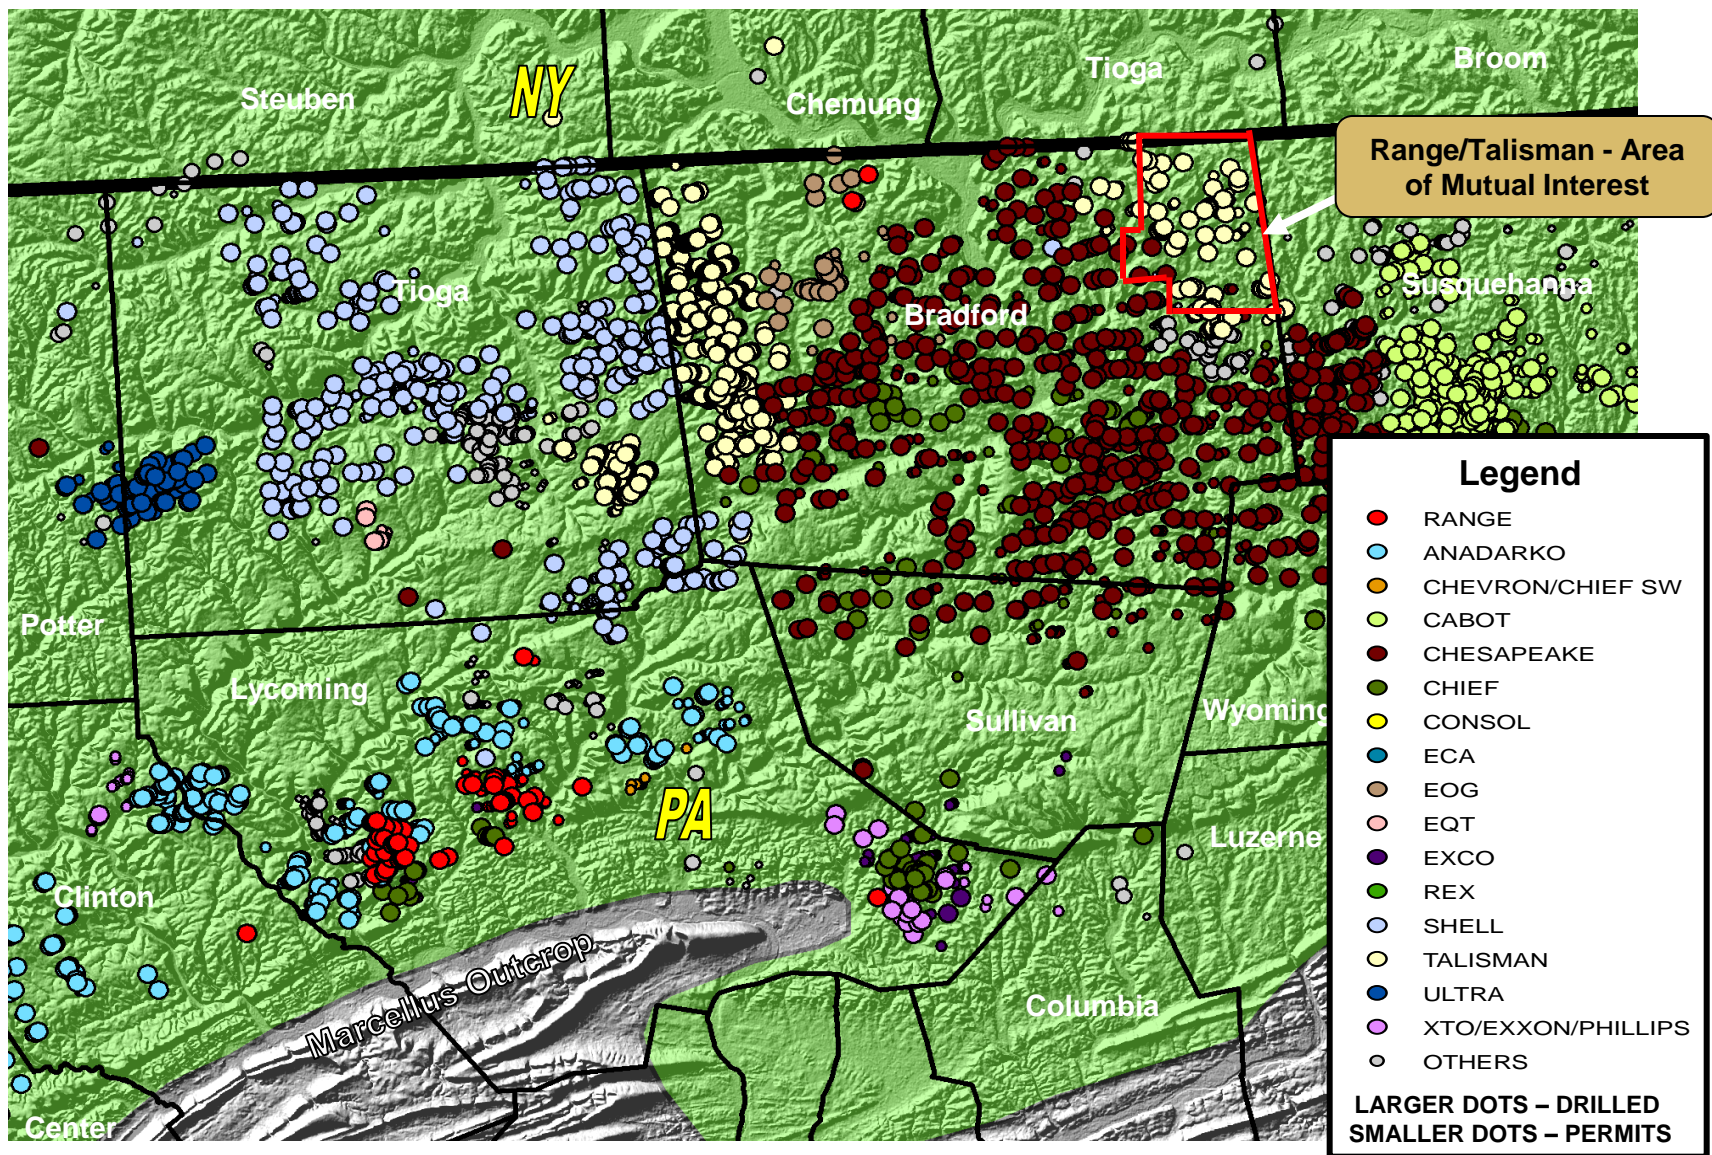 Steuben
NY
Chemung
Tioga
Broom
Range/Talisman - Area
of Mutual Interest
Tioga
Bradford
Susquehanna
Potter
Lycoming
Sullivan
Wyoming
PA
Luzerne
Clinton
Marcellus Outcrop
Columbia
Center
Legend
RANGE
ANADARKO
CHEVRON/CHIEF SW
CABOT
CHESAPEAKE
CHIEF
CONSOL
ECA
EOG
EQT
EXCO
REX
SHELL
TALISMAN
ULTRA
XTO/EXXON/PHILLIPS
OTHERS
LARGER DOTS – DRILLED
SMALLER DOTS – PERMITS